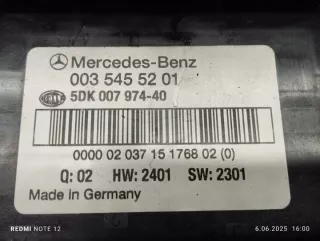 Mercedes-Benz
003 545 52 01
5DK 007 974-40
0000 02 037 15 1768 02 (0)
Q: 02 HW: 2401 SW: 2301
Made in Germany
REDMI NOTE 12
6.06.2025 16:00